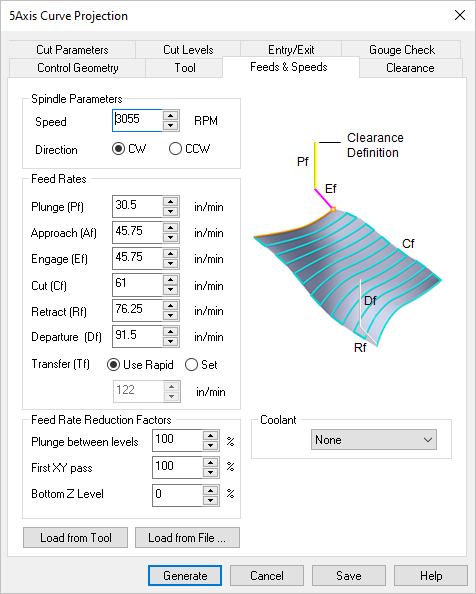 5Axis Curve Projection
Cut Parameters Cut Levels Entry/Exit Gouge Check
Control Geometry Tool Feeds & Speeds Clearance
Spindle Parameters
Speed 3055 RPM
Direction CW CCW
Feed Rates
Plunge (Pf) 30.5 in/min
Approach (Af) 45.75 in/min
Engage (Ef) 45.75 in/min
Cut (Cf) 61 in/min
Retract (Rf) 76.25 in/min
Departure (Df) 91.5 in/min
Transfer (Tf) Use Rapid Set
122 in/min
Clearance
Definition
Pf
Ef
Cf
Df
Rf
Feed Rate Reduction Factors
Plunge between levels 100 %
First XY pass 100 %
Bottom Z Level 0 %
Coolant
None
Load from Tool Load from File ...
Generate Cancel Save Help